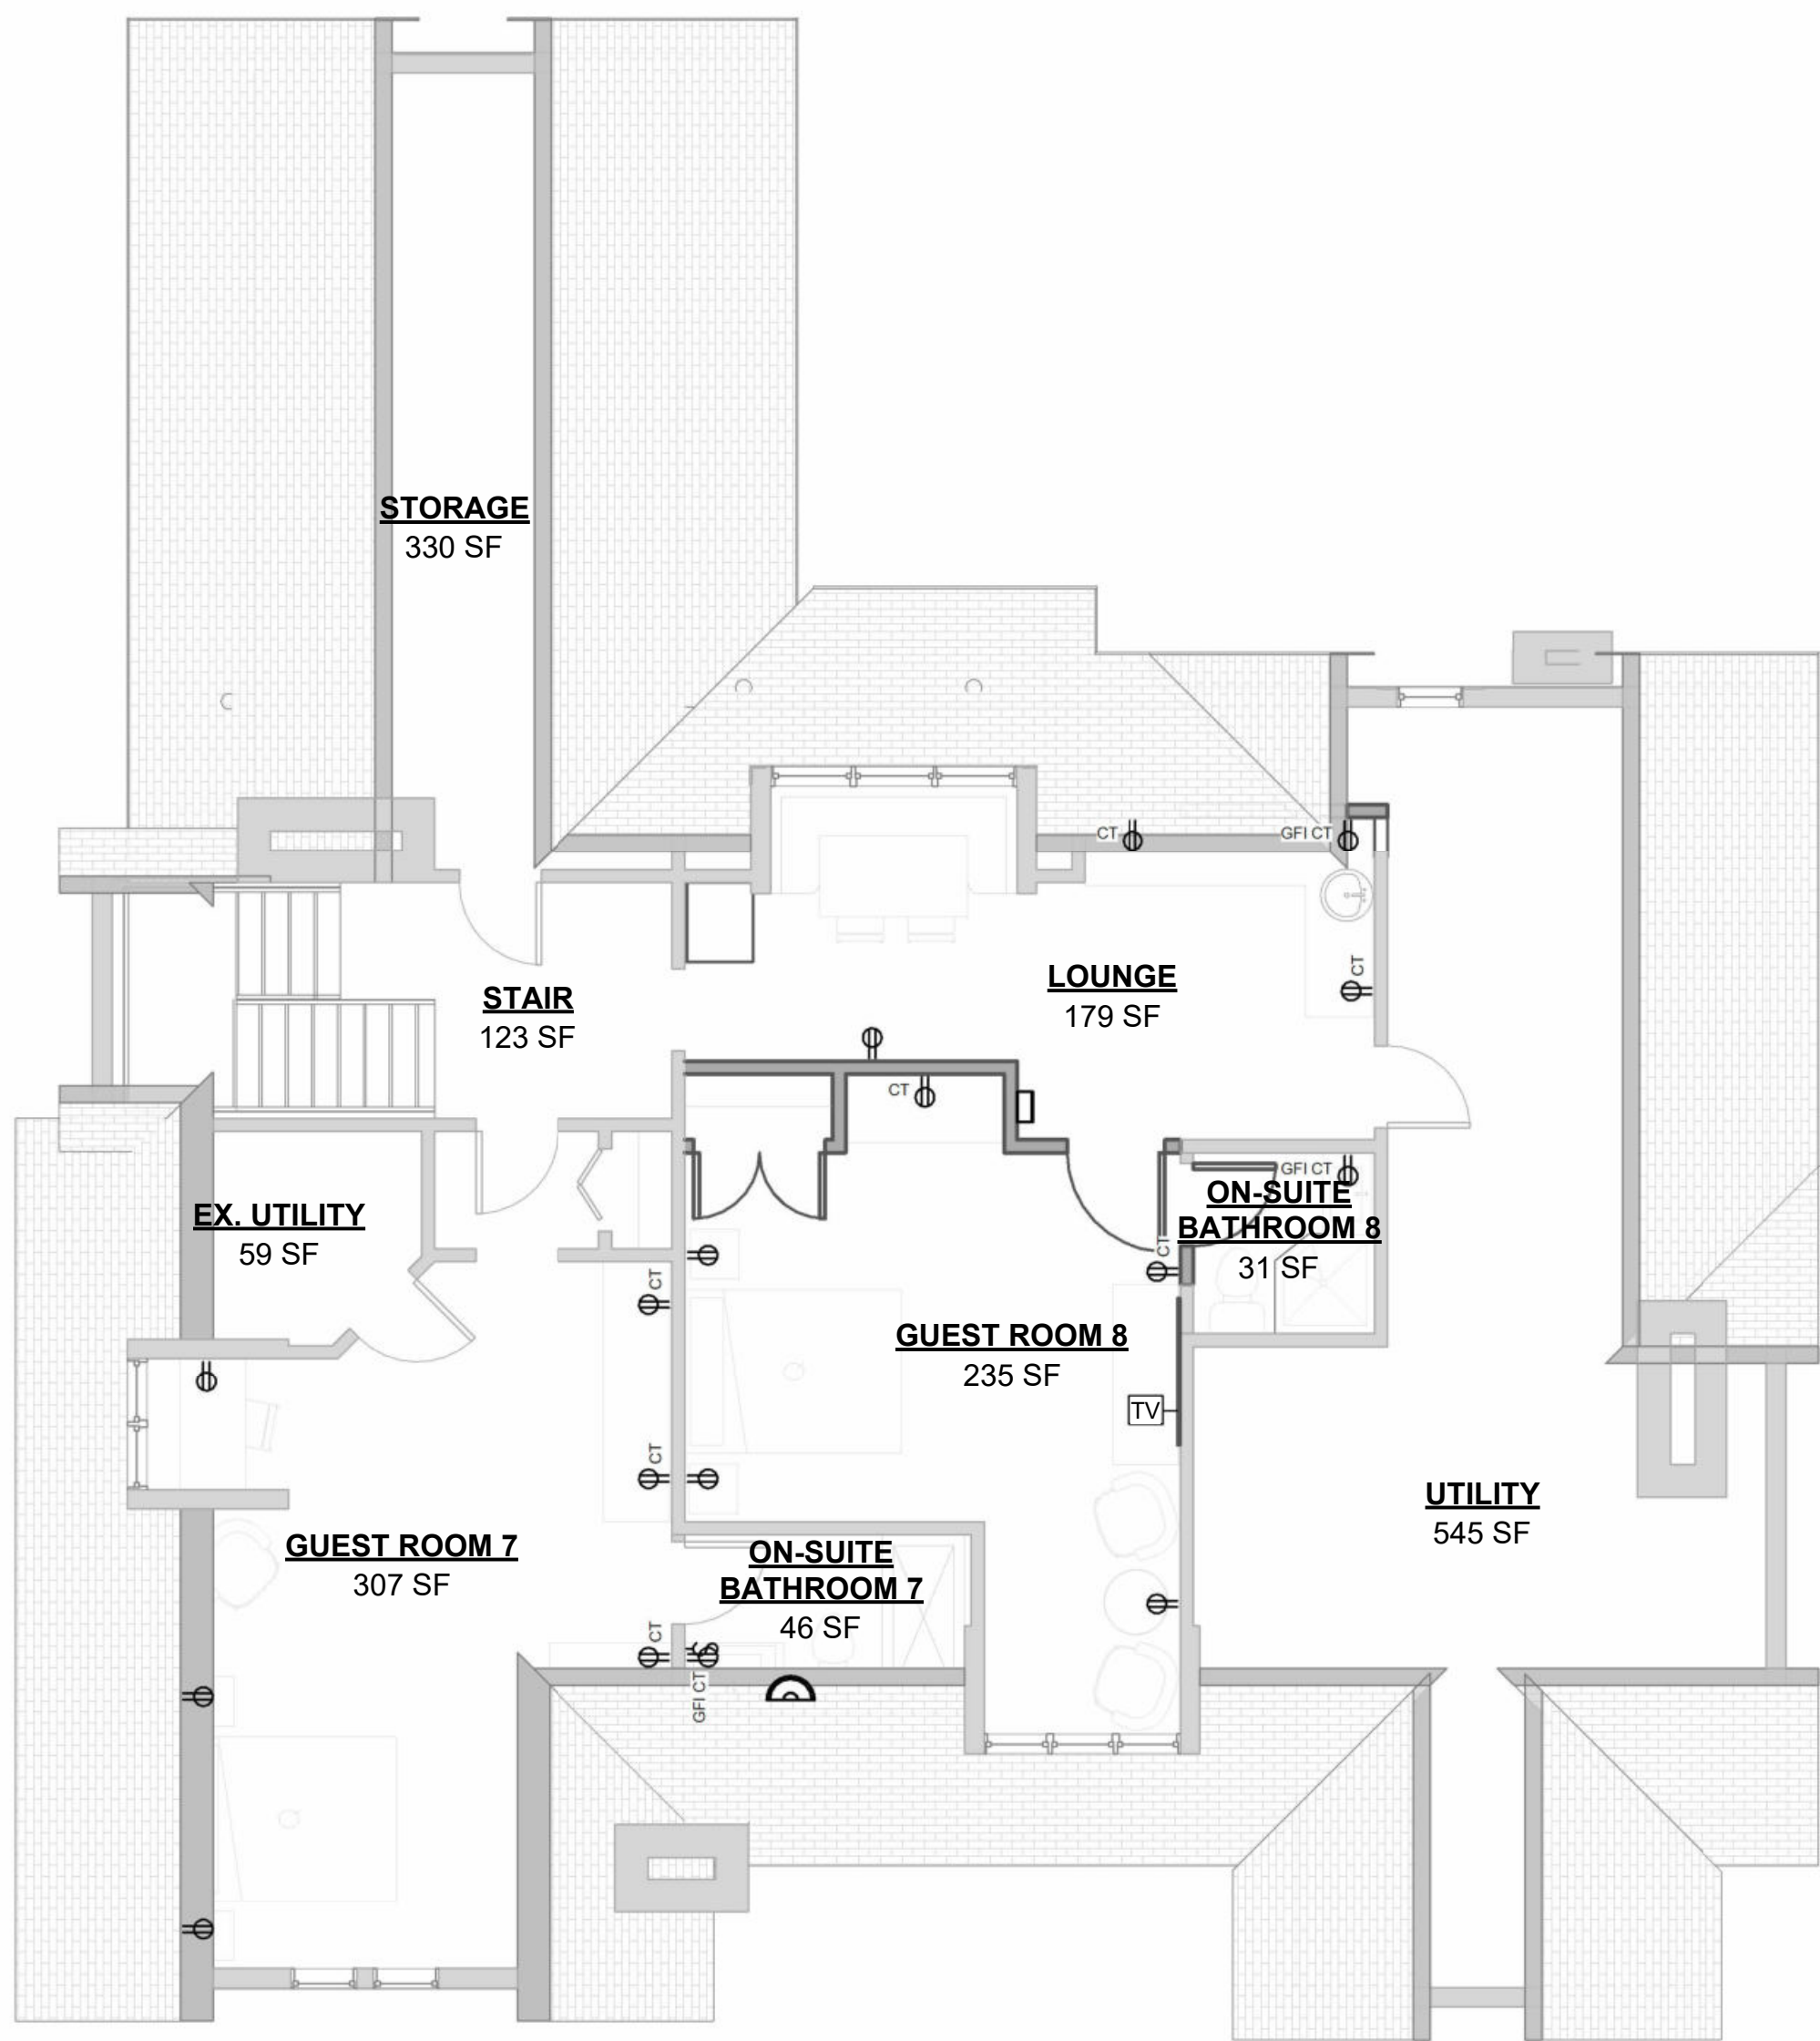 STORAGE
330 SF
CT
GFI CT
LOUNGE
179 SF
CT
STAIR
123 SF
CT
GFI CT
ON-SUITE
BATHROOM 8
31 SF
EX. UTILITY
59 SF
CT
CT
GUEST ROOM 8
235 SF
TV
CT
UTILITY
545 SF
GUEST ROOM 7
307 SF
ON-SUITE
BATHROOM 7
46 SF
CT
GFI CT